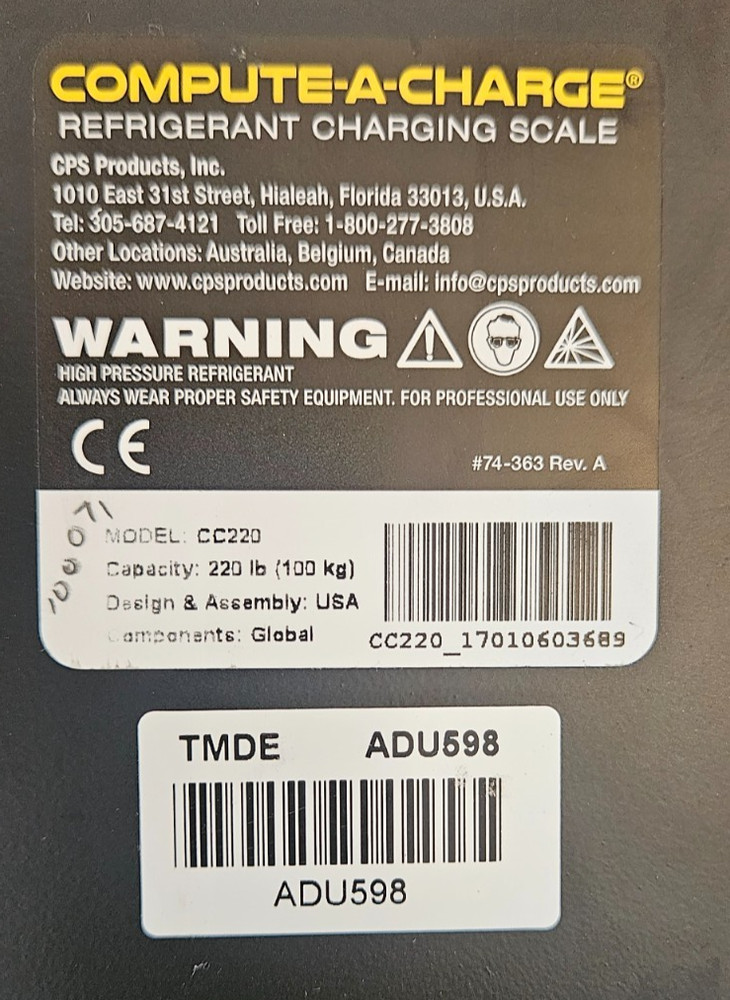 COMPUTE-A-CHARGE®
REFRIGERANT CHARGING SCALE
CPS Products, Inc.
1010 East 31st Street, Hialeah, Florida 33013, U.S.A.
Tel: 305-687-4121 Toll Free: 1-800-277-3808
Other Locations: Australia, Belgium, Canada
Website: www.cpsproducts.com E-mail: info@cpsproducts.com
WARNING
HIGH PRESSURE REFRIGERANT
ALWAYS WEAR PROPER SAFETY EQUIPMENT. FOR PROFESSIONAL USE ONLY
CE
#74-363 Rev. A
MODEL: CC220
Capacity: 220 lb (100 kg)
Design & Assembly: USA
Components: Global
CC220_17010603689
TMDE ADU598
ADU598